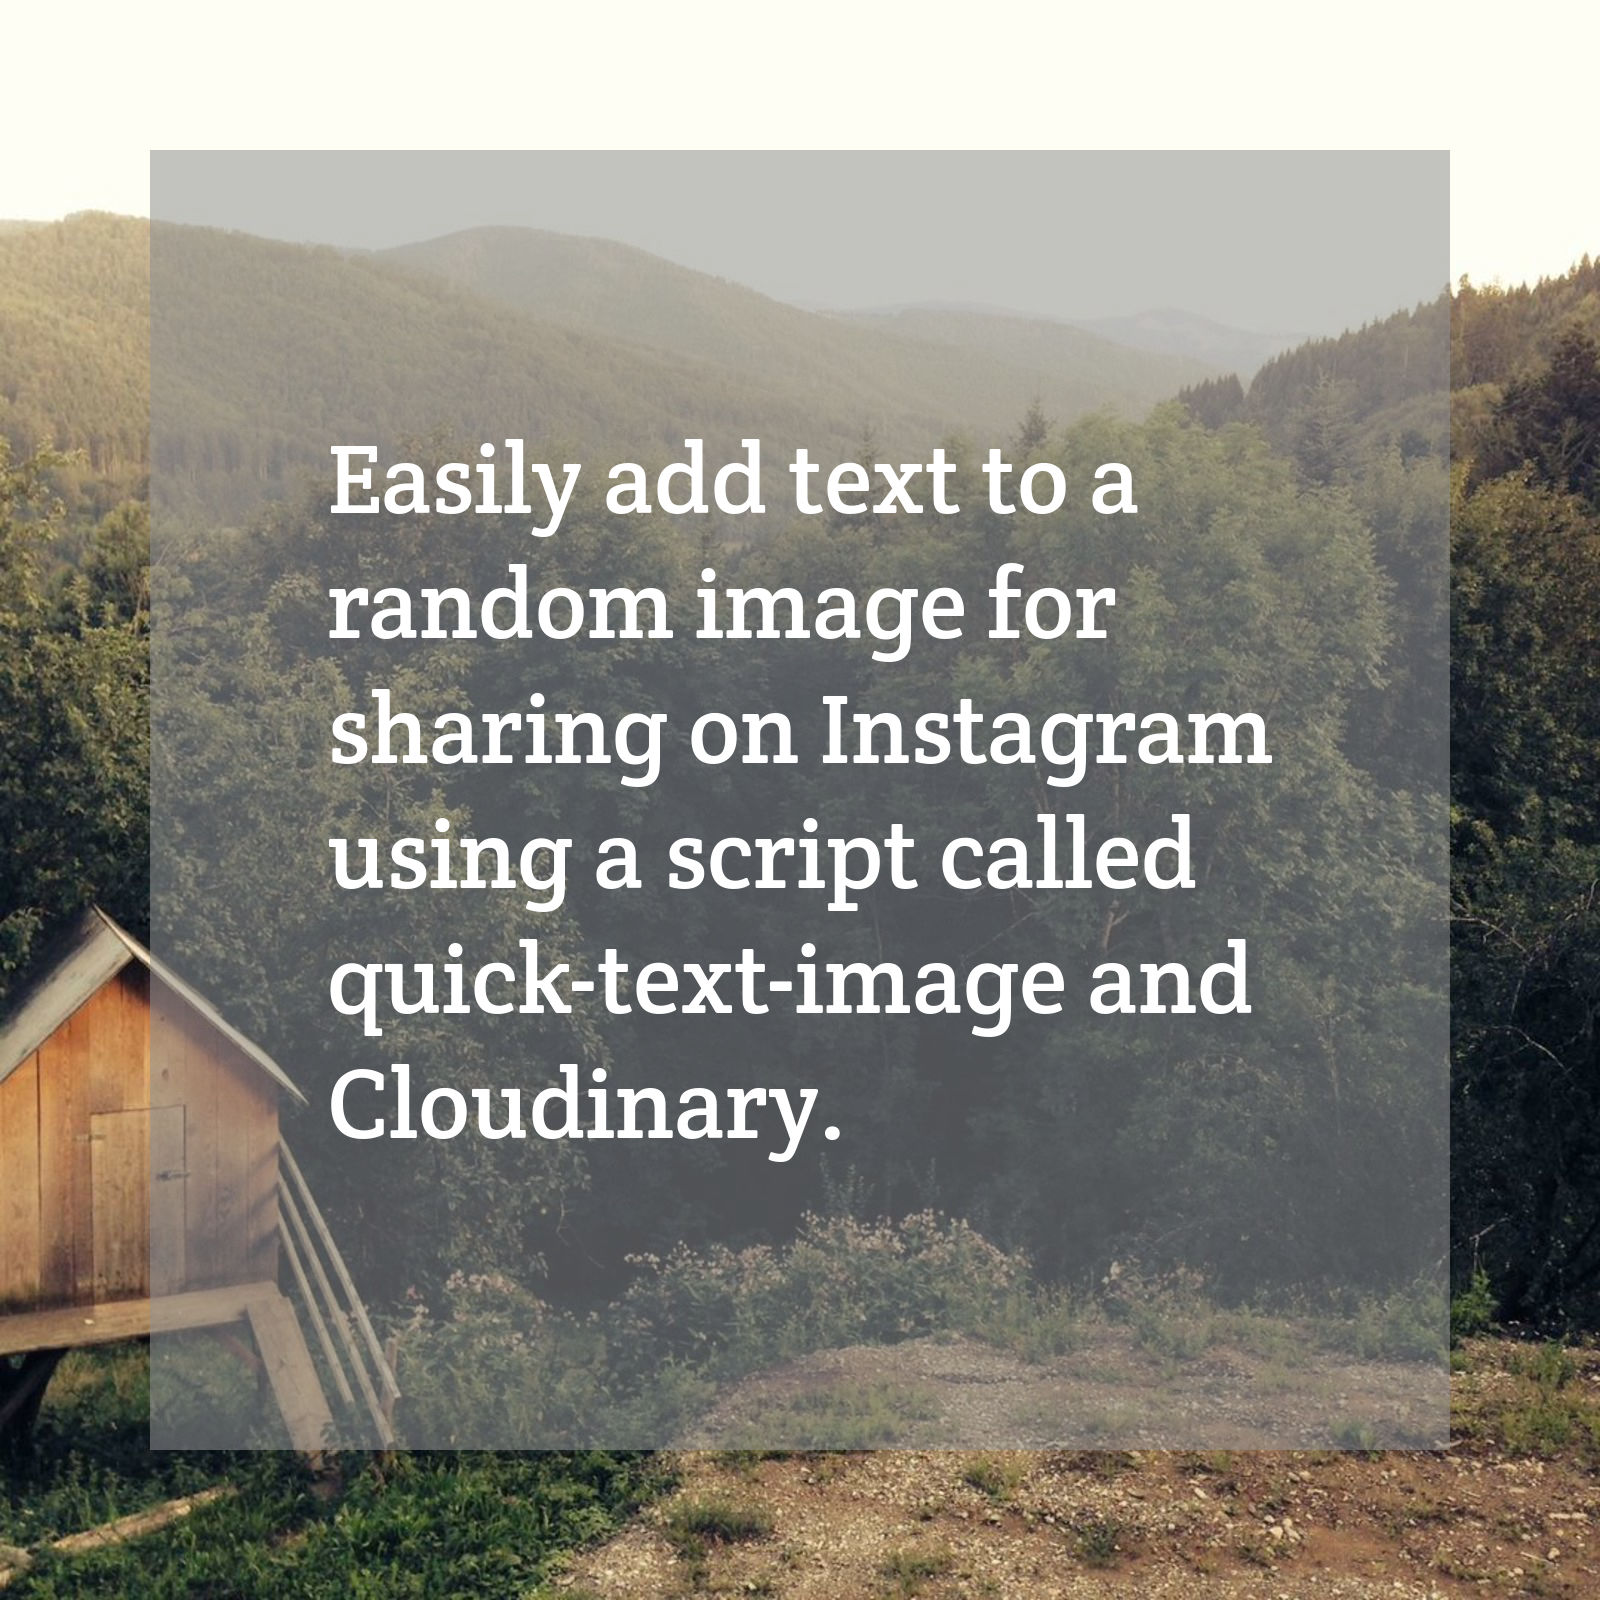 Easily add text to a
random image for
sharing on Instagram
using a script called
quick-text-image and
Cloudinary.